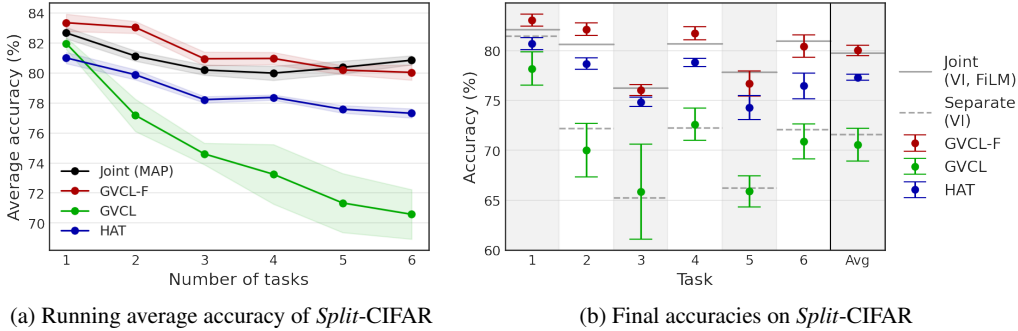 84
82
80
78
76
74
72
70
Average accuracy (%)
Joint (MAP)
GVCL-F
GVCL
HAT
1 2 3 4 5 6
Number of tasks
(a) Running average accuracy of Split-CIFAR
80
75
70
65
60
Accuracy (%)
1 2 3 4 5 6 Avg
Task
Joint
(VI, FiLM)
Separate
(VI)
GVCL-F
GVCL
HAT
(b) Final accuracies on Split-CIFAR